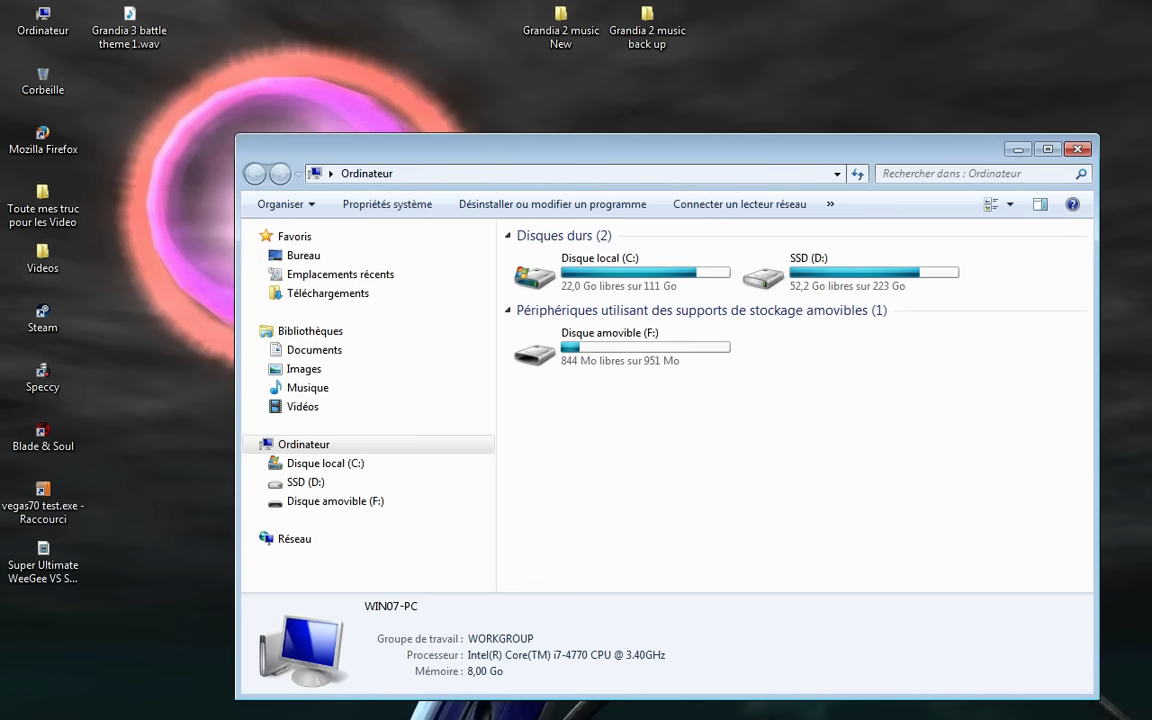 Ordinateur
Grandia 3 battle
theme 1.wav
Grandia 2 music
New
Grandia 2 music
back up
Corbeille
Mozilla Firefox
Toute mes truc
pour les Video
Videos
Steam
Speccy
Blade & Soul
vegas70 test.exe -
Raccourci
Super Ultimate
WeeGee VS S...
Ordinateur
Rechercher dans : Ordinateur
Organiser
Propriétés système
Désinstaller ou modifier un programme
Connecter un lecteur réseau
»
Favoris
Bureau
Emplacements récents
Téléchargements
Bibliothèques
Documents
Images
Musique
Vidéos
Ordinateur
Disque local (C:)
SSD (D:)
Disque amovible (F:)
Réseau
Disques durs (2)
Disque local (C:)
22,0 Go libres sur 111 Go
SSD (D:)
52,2 Go libres sur 223 Go
Périphériques utilisant des supports de stockage amovibles (1)
Disque amovible (F:)
844 Mo libres sur 951 Mo
WIN07-PC
Groupe de travail : WORKGROUP
Processeur : Intel(R) Core(TM) i7-4770 CPU @ 3.40GHz
Mémoire : 8,00 Go